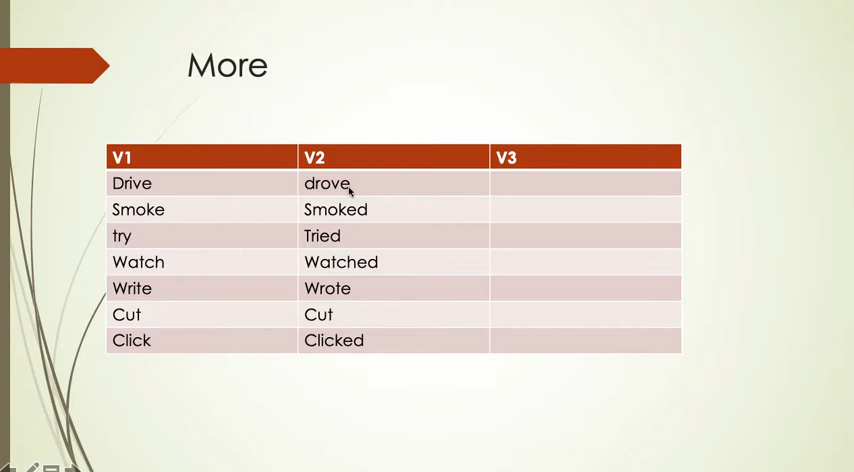 More
V1 V2 V3
Drive drove
Smoke Smoked
try Tried
Watch Watched
Write Wrote
Cut Cut
Click Clicked